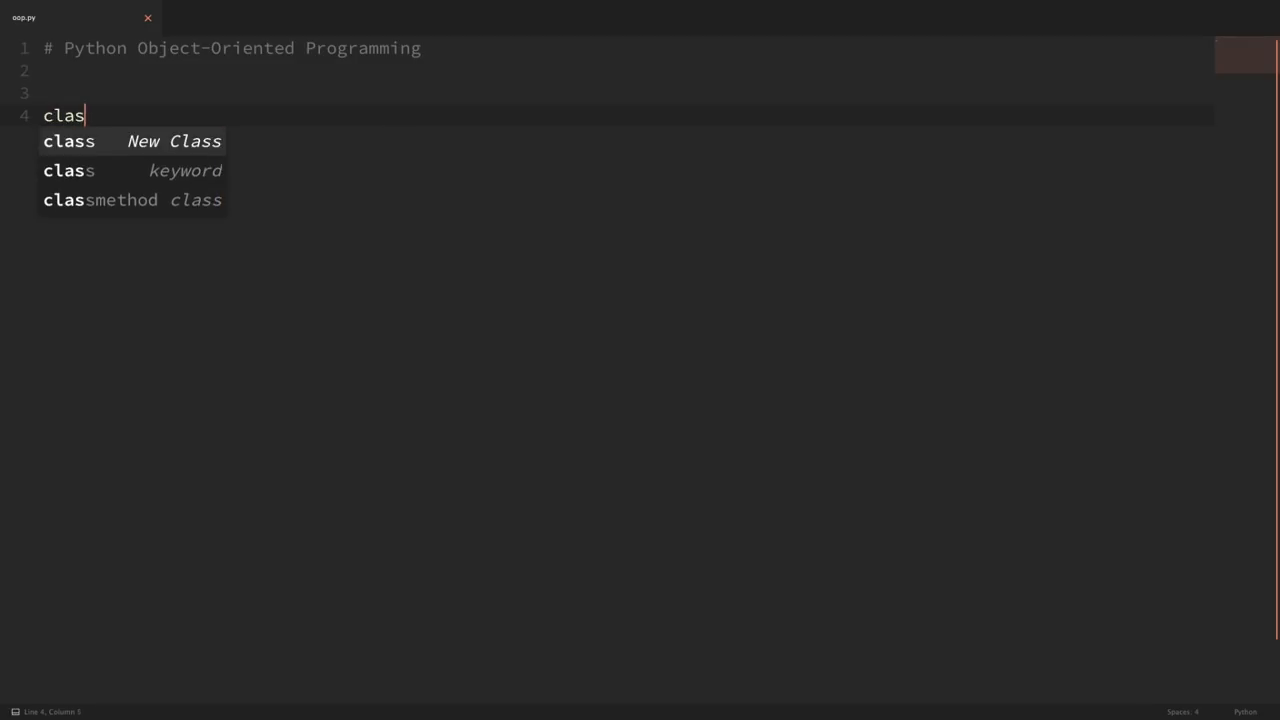 oop.py
1 # Python Object-Oriented Programming
2
3
4 clas
class New Class
class keyword
classmethod class
Line 4, Column 5
Spaces: 4
Python